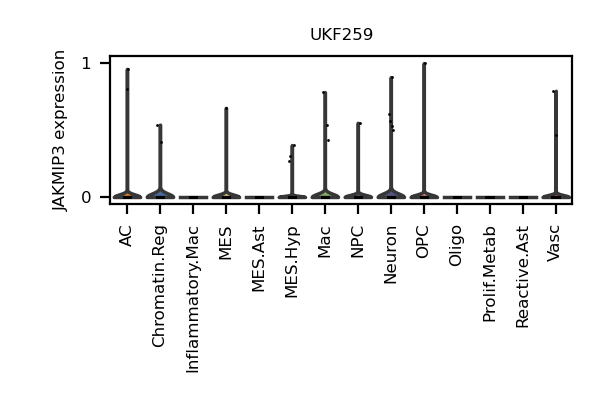 UKF259
JAKMIP3 expression
1
0
AC
Chromatin.Reg
Inflammatory.Mac
MES
MES.Ast
MES.Hyp
Mac
NPC
Neuron
OPC
Oligo
Prolif.Metab
Reactive.Ast
Vasc